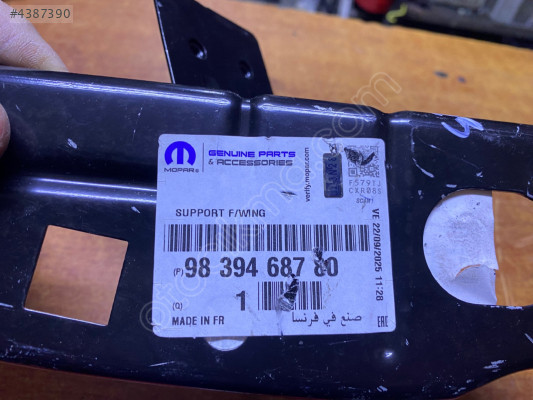 #4387390
MOPAR®
GENUINE PARTS
& ACCESSORIES
verify.mopar.com
SUPPORT F/WING
(P) 98 394 687 80
(Q) 1
MADE IN FR
صنع في فرنسا
EAC
VE 22/09/2025 11:28